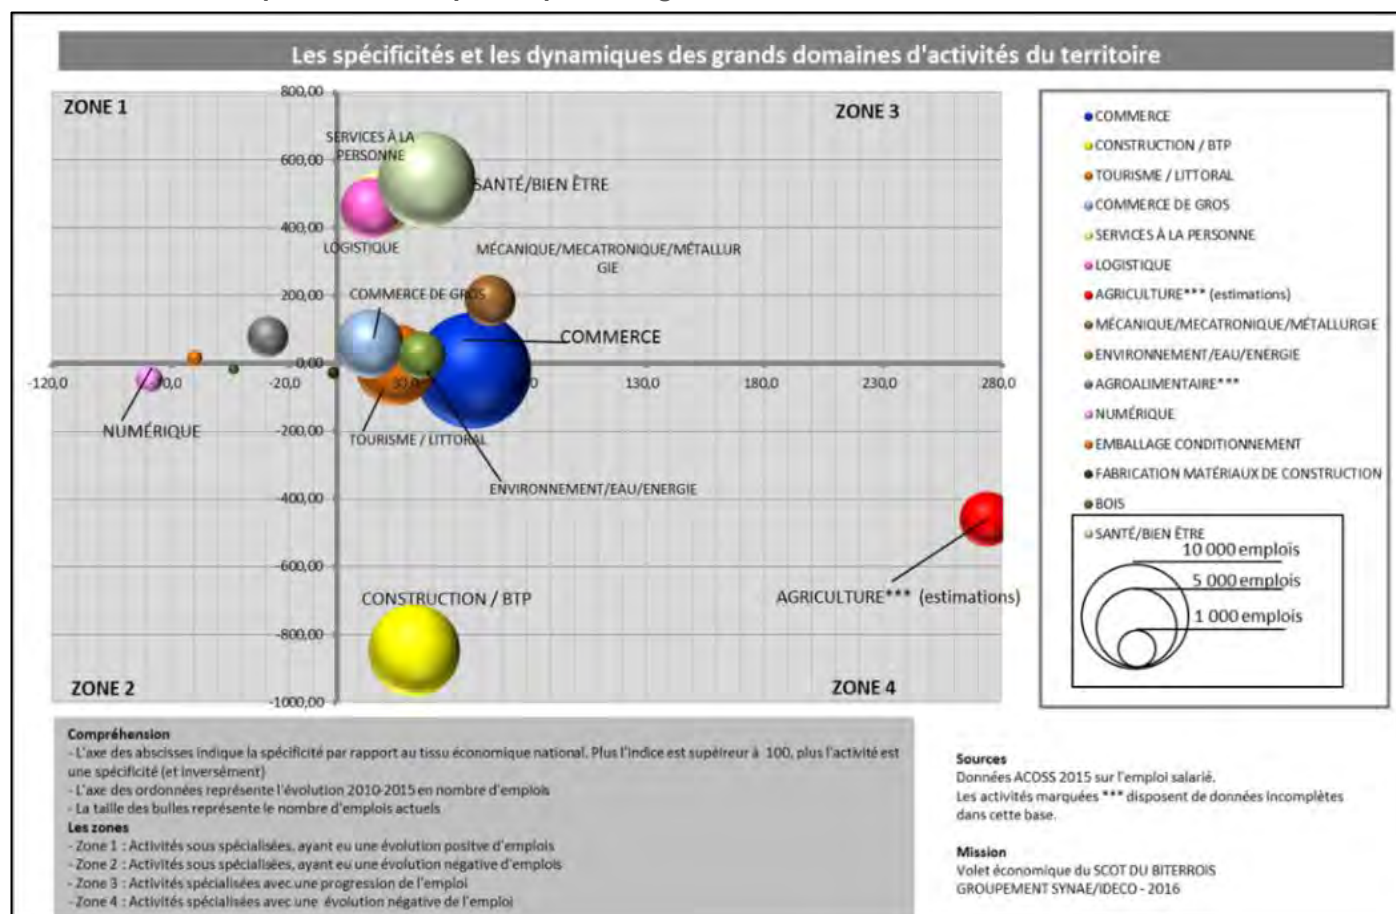 Les spécificités et les dynamiques des grands domaines d'activités du territoire
ZONE 1
ZONE 3
800,00
600,00
400,00
200,00
0,00
-200,00
-400,00
-600,00
-800,00
-1000,00
-120,0
-20,0
30,0
130,0
180,0
230,0
280,0
SERVICES À LA
PERSONNE
SANTÉ/BIEN ÊTRE
LOGISTIQUE
MÉCANIQUE/MECATRONIQUE/MÉTALLUR
GIE
COMMERCE DE GROS
COMMERCE
NUMÉRIQUE
TOURISME / LITTORAL
ENVIRONNEMENT/EAU/ENERGIE
CONSTRUCTION / BTP
AGRICULTURE*** (estimations)
ZONE 2
ZONE 4
COMMERCE
CONSTRUCTION / BTP
TOURISME / LITTORAL
COMMERCE DE GROS
SERVICES À LA PERSONNE
LOGISTIQUE
AGRICULTURE*** (estimations)
MÉCANIQUE/MECATRONIQUE/MÉTALLURGIE
ENVIRONNEMENT/EAU/ENERGIE
AGROALIMENTAIRE***
NUMÉRIQUE
EMBALLAGE CONDITIONNEMENT
FABRICATION MATÉRIAUX DE CONSTRUCTION
BOIS
SANTÉ/BIEN ÊTRE
10 000 emplois
5 000 emplois
1 000 emplois
Compréhension
- L'axe des abscisses indique la spécificité par rapport au tissu économique national. Plus l'indice est supéireur à 100, plus l'activité est
une spécificité (et inversément)
- L'axe des ordonnées représente l'évolution 2010-2015 en nombre d'emplois
- La taille des bulles représente le nombre d'emplois actuels
Les zones
- Zone 1 : Activités sous spécialisées, ayant eu une évolution positve d'emplois
- Zone 2 : Activités sous spécialisées, ayant eu une évolution négative d'emplois
- Zone 3 : Activités spécialisées avec une progression de l'emploi
- Zone 4 : Activités spécialisées avec une évolution négative de l'emploi
Sources
Données ACOSS 2015 sur l'emploi salarié.
Les activités marquées *** disposent de données incomplètes
dans cette base.
Mission
Volet économique du SCOT DU BITERROIS
GROUPEMENT SYNAE/IDECO - 2016